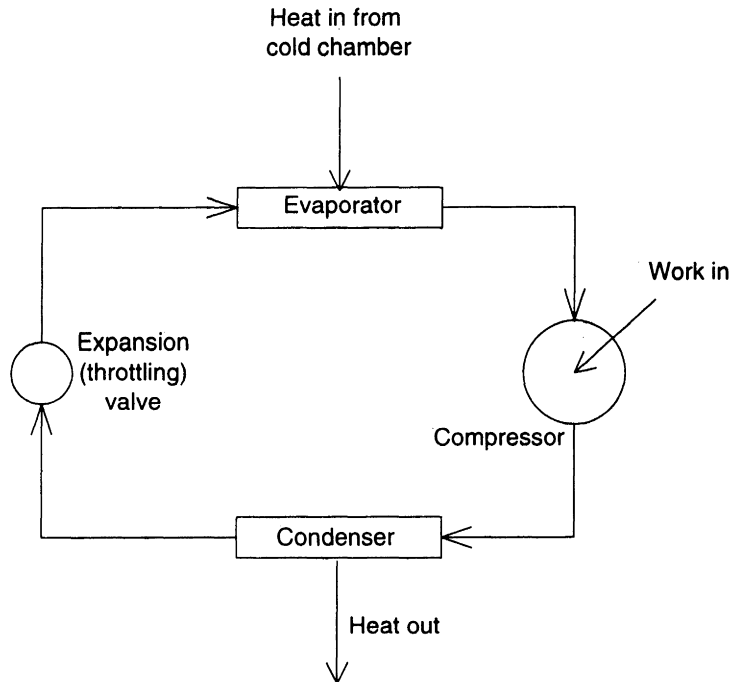 Heat in from
cold chamber
Evaporator
Work in
Expansion
(throttling)
valve
Compressor
Condenser
Heat out